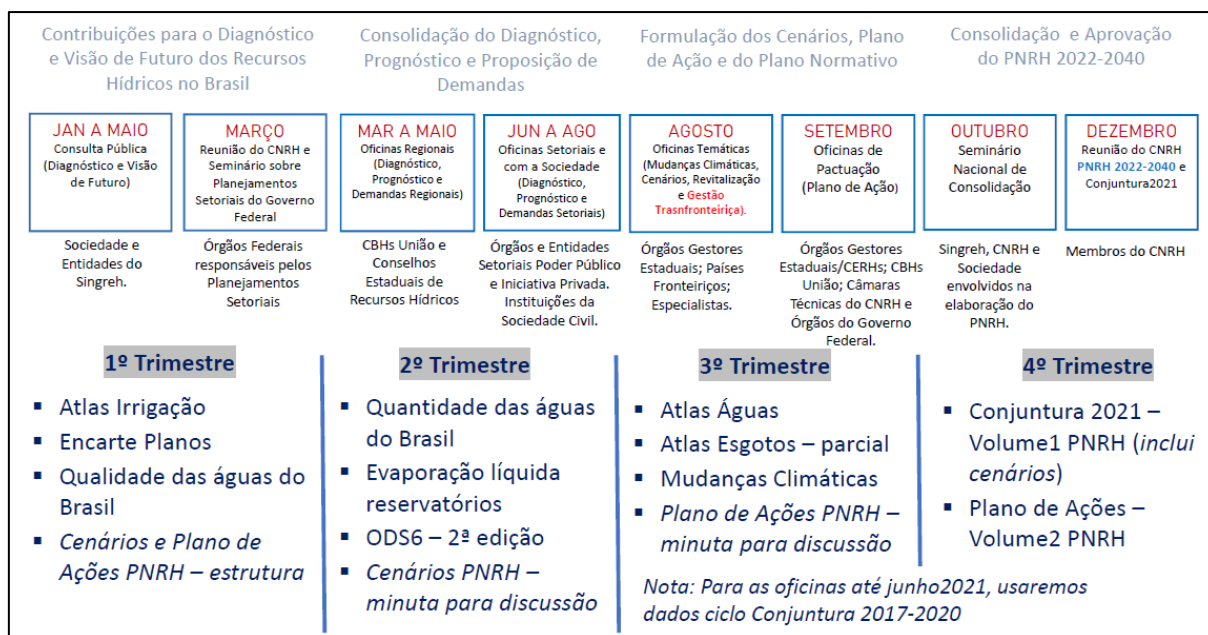 Contribuições para o Diagnóstico
e Visão de Futuro dos Recursos
Hídricos no Brasil
Consolidação do Diagnóstico,
Prognóstico e Proposição de
Demandas
Formulação dos Cenários, Plano
de Ação e do Plano Normativo
Consolidação e Aprovação
do PNRH 2022-2040
JAN A MAIO
Consulta Pública
(Diagnóstico e Visão
de Futuro)
MARÇO
Reunião do CNRH e
Seminário sobre
Planejamentos
Setoriais do Governo
Federal
MAR A MAIO
Oficinas Regionais
(Diagnóstico,
Prognóstico e
Demandas Regionais)
JUN A AGO
Oficinas Setoriais e
com a Sociedade
(Diagnóstico,
Prognóstico e
Demandas Setoriais)
AGOSTO
Oficinas Temáticas
(Mudanças Climáticas,
Cenários, Revitalização
e Gestão
Trasnfronteiriça).
SETEMBRO
Oficinas de
Pactuação
(Plano de Ação)
OUTUBRO
Seminário
Nacional de
Consolidação
DEZEMBRO
Reunião do CNRH
PNRH 2022-2040 e
Conjuntura2021
Sociedade e
Entidades do
Singreh.
Órgãos Federais
responsáveis pelos
Planejamentos
Setoriais
CBHs União e
Conselhos
Estaduais de
Recursos Hídricos
Órgãos e Entidades
Setoriais Poder Público
e Iniciativa Privada.
Instituições da
Sociedade Civil.
Órgãos Gestores
Estaduais; Países
Fronteiriços;
Especialistas.
Órgãos Gestores
Estaduais/CERHs; CBHs
União; Câmaras
Técnicas do CNRH e
Órgãos do Governo
Federal.
Singreh, CNRH e
Sociedade
envolvidos na
elaboração do
PNRH.
Membros do CNRH
1º Trimestre
▪ Atlas Irrigação
▪ Encarte Planos
▪ Qualidade das águas do
Brasil
▪ Cenários e Plano de
Ações PNRH – estrutura
2º Trimestre
▪ Quantidade das águas
do Brasil
▪ Evaporação líquida
reservatórios
▪ ODS6 – 2ª edição
▪ Cenários PNRH –
minuta para discussão
3º Trimestre
▪ Atlas Águas
▪ Atlas Esgotos – parcial
▪ Mudanças Climáticas
▪ Plano de Ações PNRH –
minuta para discussão
4º Trimestre
▪ Conjuntura 2021 –
Volume1 PNRH (inclui
cenários)
▪ Plano de Ações –
Volume2 PNRH
Nota: Para as oficinas até junho2021, usaremos
dados ciclo Conjuntura 2017-2020